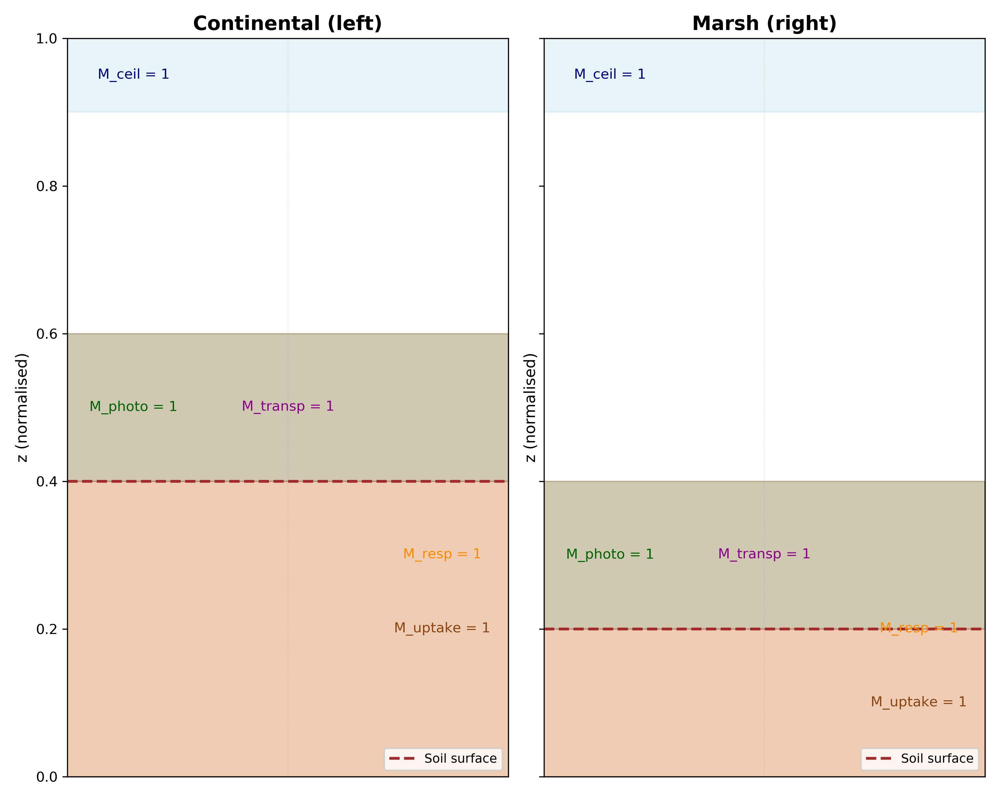 Continental (left)
1.0
0.8
0.6
0.4
0.2
0.0
z (normalised)
M_ceil = 1
M_photo = 1
M_transp = 1
M_resp = 1
M_uptake = 1
Soil surface
Marsh (right)
z (normalised)
M_ceil = 1
M_photo = 1
M_transp = 1
M_resp = 1
M_uptake = 1
Soil surface